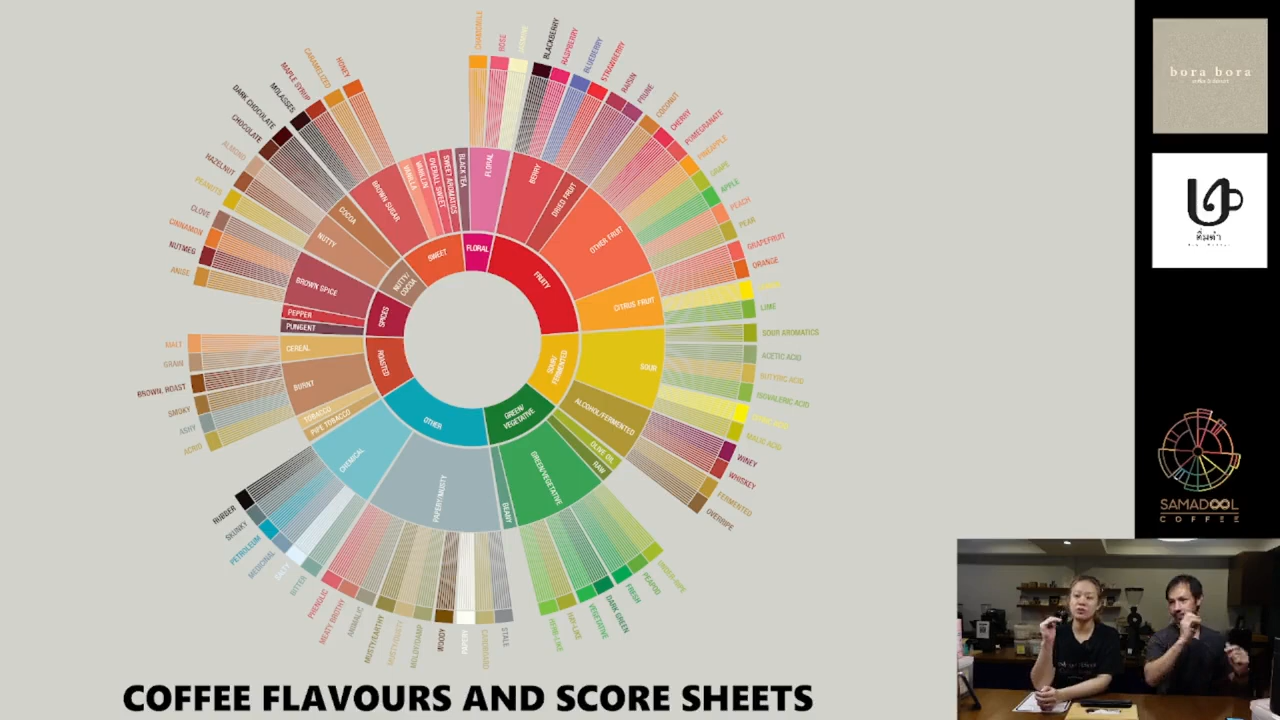 CHAMOMILE
ROSE
JASMINE
BLACKBERRY
RASPBERRY
BLUEBERRY
STRAWBERRY
RAISIN
PRUNE
COCONUT
CHERRY
POMEGRANATE
PINEAPPLE
GRAPE
APPLE
PEACH
PEAR
GRAPEFRUIT
ORANGE
LIME
SOUR AROMATICS
ACETIC ACID
BUTYRIC ACID
ISOVALERIC ACID
CITRIC ACID
MALIC ACID
WINEY
WHISKEY
FERMENTED
OVERRIPE
UNDER-RIPE
PEAPOD
FRESH
DARK GREEN
VEGETATIVE
HAY-LIKE
HERB-LIKE
STALE
CARDBOARD
PAPERY
WOODY
MOLDY/DAMP
MUSTY/DUSTY
MUSTY/EARTHY
ANIMALIC
MEATY BROTHY
PHENOLIC
BITTER
SALTY
MEDICINAL
PETROLEUM
SKUNKY
RUBBER
ACRID
ASHY
SMOKY
BROWN, ROAST
GRAIN
MALT
ANISE
NUTMEG
CINNAMON
CLOVE
PEANUTS
HAZELNUT
ALMOND
CHOCOLATE
DARK CHOCOLATE
MOLASSES
MAPLE SYRUP
CARAMELIZED
HONEY
FLORAL
BERRY
DRIED FRUIT
OTHER FRUIT
CITRUS FRUIT
SOUR
ALCOHOL/FERMENTED
OLIVE OIL
RAW
GREEN/VEGETATIVE
BEANY
PAPERY/MUSTY
CHEMICAL
PIPE TOBACCO
TOBACCO
BURNT
CEREAL
PUNGENT
PEPPER
BROWN SPICE
NUTTY
COCOA
BROWN SUGAR
VANILLA
VANILLIN
OVERALL SWEET
SWEET AROMATICS
BLACK TEA
FLORAL
FRUITY
SOUR/
FERMENTED
GREEN/
VEGETATIVE
OTHER
ROASTED
SPICES
NUTTY/
COCOA
SWEET
COFFEE FLAVOURS AND SCORE SHEETS
bora bora
ดื่มดำ
SAMADOOL
COFFEE